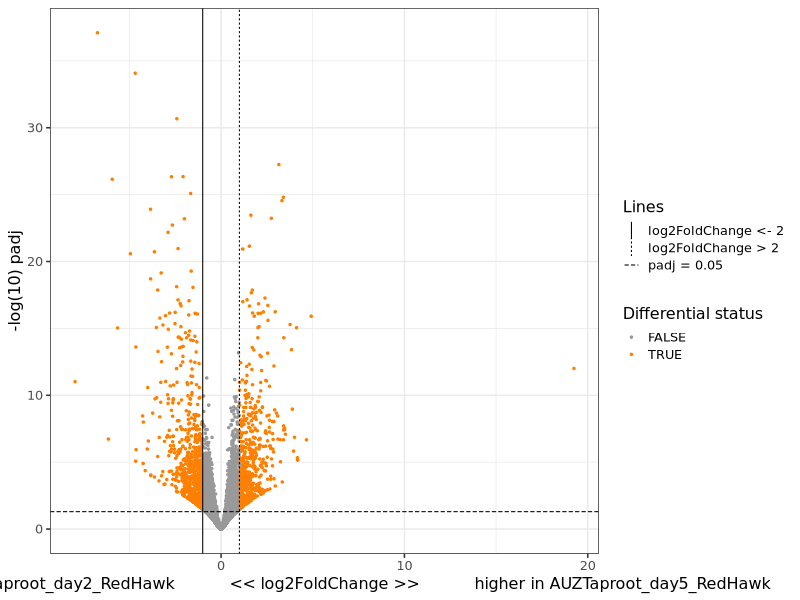 -log(10) padj
30
20
10
0
0
10
20
aproot_day2_RedHawk << log2FoldChange >> higher in AUZTaproot_day5_RedHawk
Lines
log2FoldChange <- 2
log2FoldChange > 2
padj = 0.05
Differential status
FALSE
TRUE